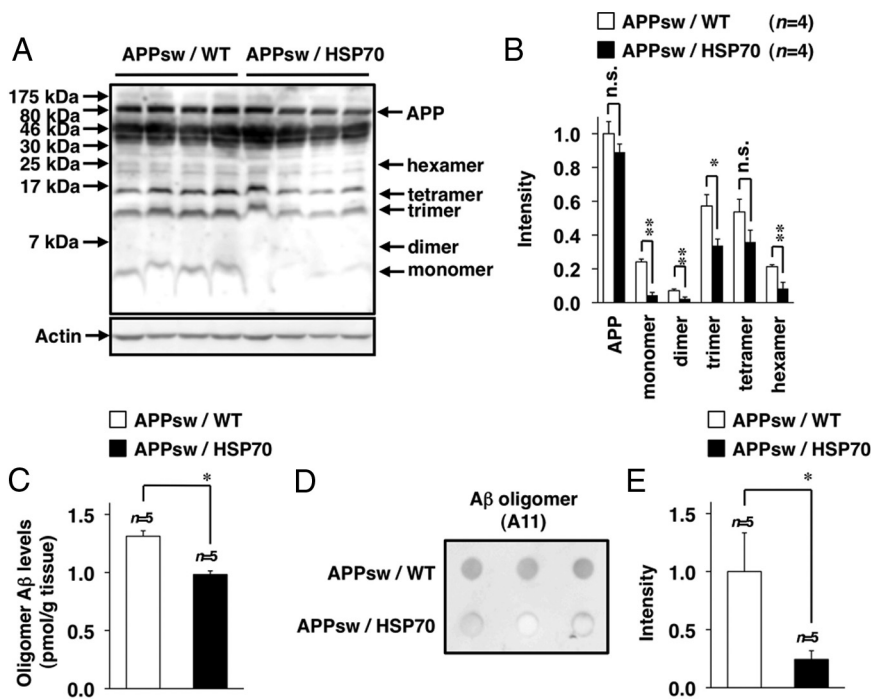 A
APPsw / WT APPsw / HSP70
175 kDa
80 kDa
46 kDa
30 kDa
25 kDa
17 kDa
7 kDa
APP
hexamer
tetramer
trimer
dimer
monomer
Actin
B
APPsw / WT (n=4)
APPsw / HSP70 (n=4)
Intensity
1.0
0.8
0.6
0.4
0.2
0.0
n.s.
**
**
*
n.s.
**
APP
monomer
dimer
trimer
tetramer
hexamer
C
APPsw / WT
APPsw / HSP70
Oligomer Aβ levels
(pmol/g tissue)
1.5
1.0
0.5
0
*
n=5
n=5
D
Aβ oligomer
(A11)
APPsw / WT
APPsw / HSP70
E
APPsw / WT
APPsw / HSP70
Intensity
1.5
1.0
0.5
0
*
n=5
n=5